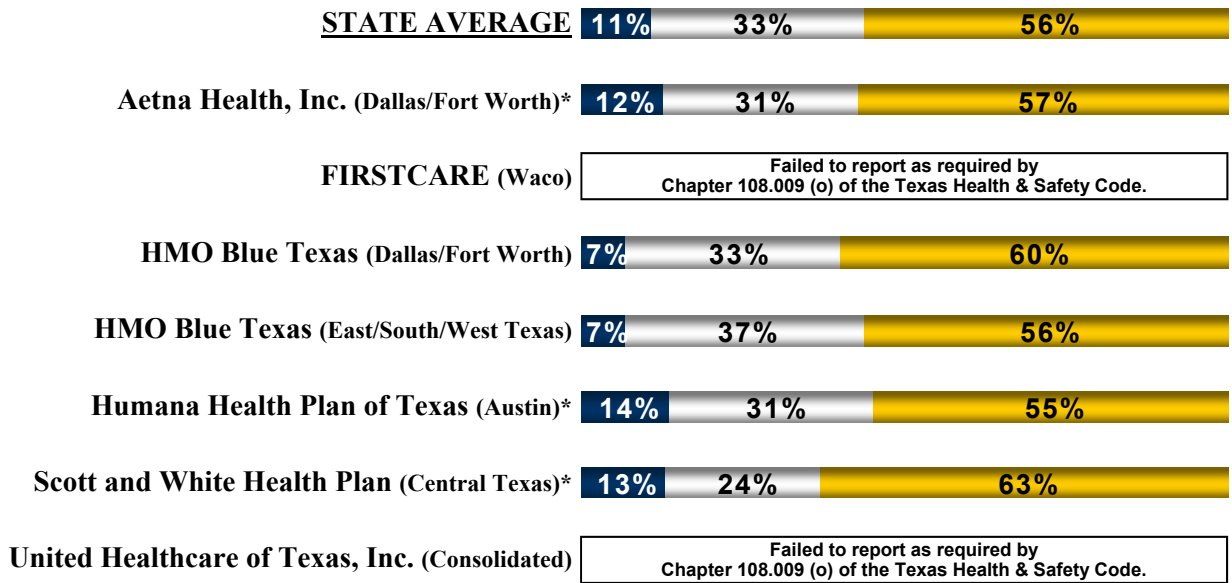 STATE AVERAGE 11% 33% 56%
Aetna Health, Inc. (Dallas/Fort Worth)* 12% 31% 57%
FIRSTCARE (Waco) Failed to report as required by
Chapter 108.009 (o) of the Texas Health & Safety Code.
HMO Blue Texas (Dallas/Fort Worth) 7% 33% 60%
HMO Blue Texas (East/South/West Texas) 7% 37% 56%
Humana Health Plan of Texas (Austin)* 14% 31% 55%
Scott and White Health Plan (Central Texas)* 13% 24% 63%
United Healthcare of Texas, Inc. (Consolidated) Failed to report as required by
Chapter 108.009 (o) of the Texas Health & Safety Code.